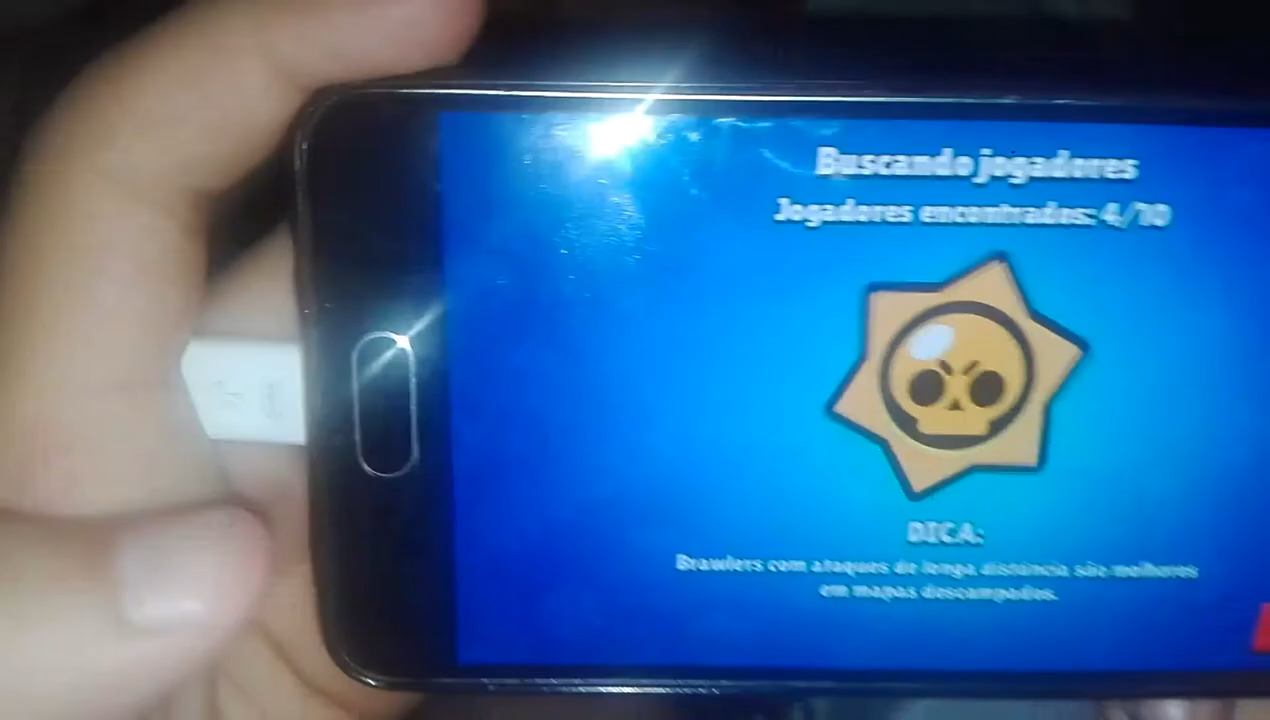 Buscando jogadores
Jogadores encontrados: 4/10
DICA:
Brawlers com ataques de longa distância são melhores
em mapas descampados.